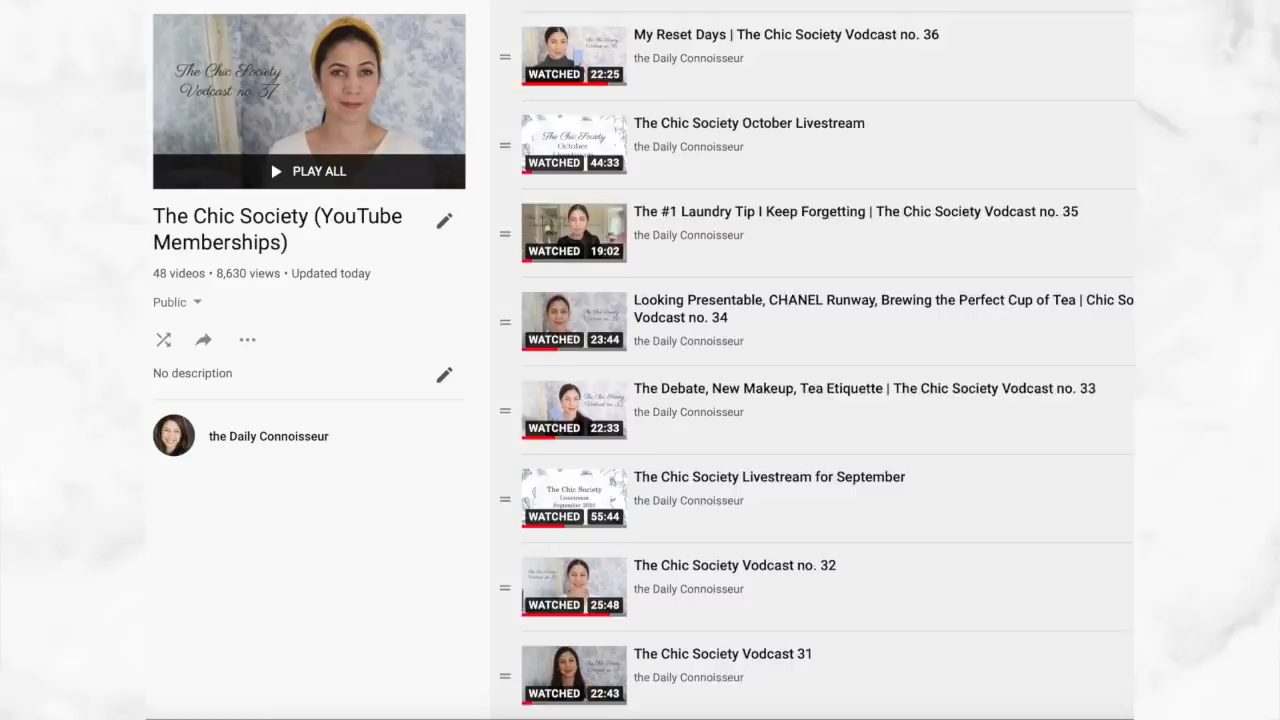 The Chic Society
Vodcast no. 37
PLAY ALL
The Chic Society (YouTube
Memberships)
48 videos • 8,630 views • Updated today
Public
No description
the Daily Connoisseur
WATCHED 22:25
My Reset Days | The Chic Society Vodcast no. 36
the Daily Connoisseur
The Chic Society
October
WATCHED 44:33
The Chic Society October Livestream
the Daily Connoisseur
WATCHED 19:02
The #1 Laundry Tip I Keep Forgetting | The Chic Society Vodcast no. 35
the Daily Connoisseur
WATCHED 23:44
Looking Presentable, CHANEL Runway, Brewing the Perfect Cup of Tea | Chic So
Vodcast no. 34
the Daily Connoisseur
WATCHED 22:33
The Debate, New Makeup, Tea Etiquette | The Chic Society Vodcast no. 33
the Daily Connoisseur
The Chic Society
Livestream
September 2020
WATCHED 55:44
The Chic Society Livestream for September
the Daily Connoisseur
WATCHED 25:48
The Chic Society Vodcast no. 32
the Daily Connoisseur
WATCHED 22:43
The Chic Society Vodcast 31
the Daily Connoisseur